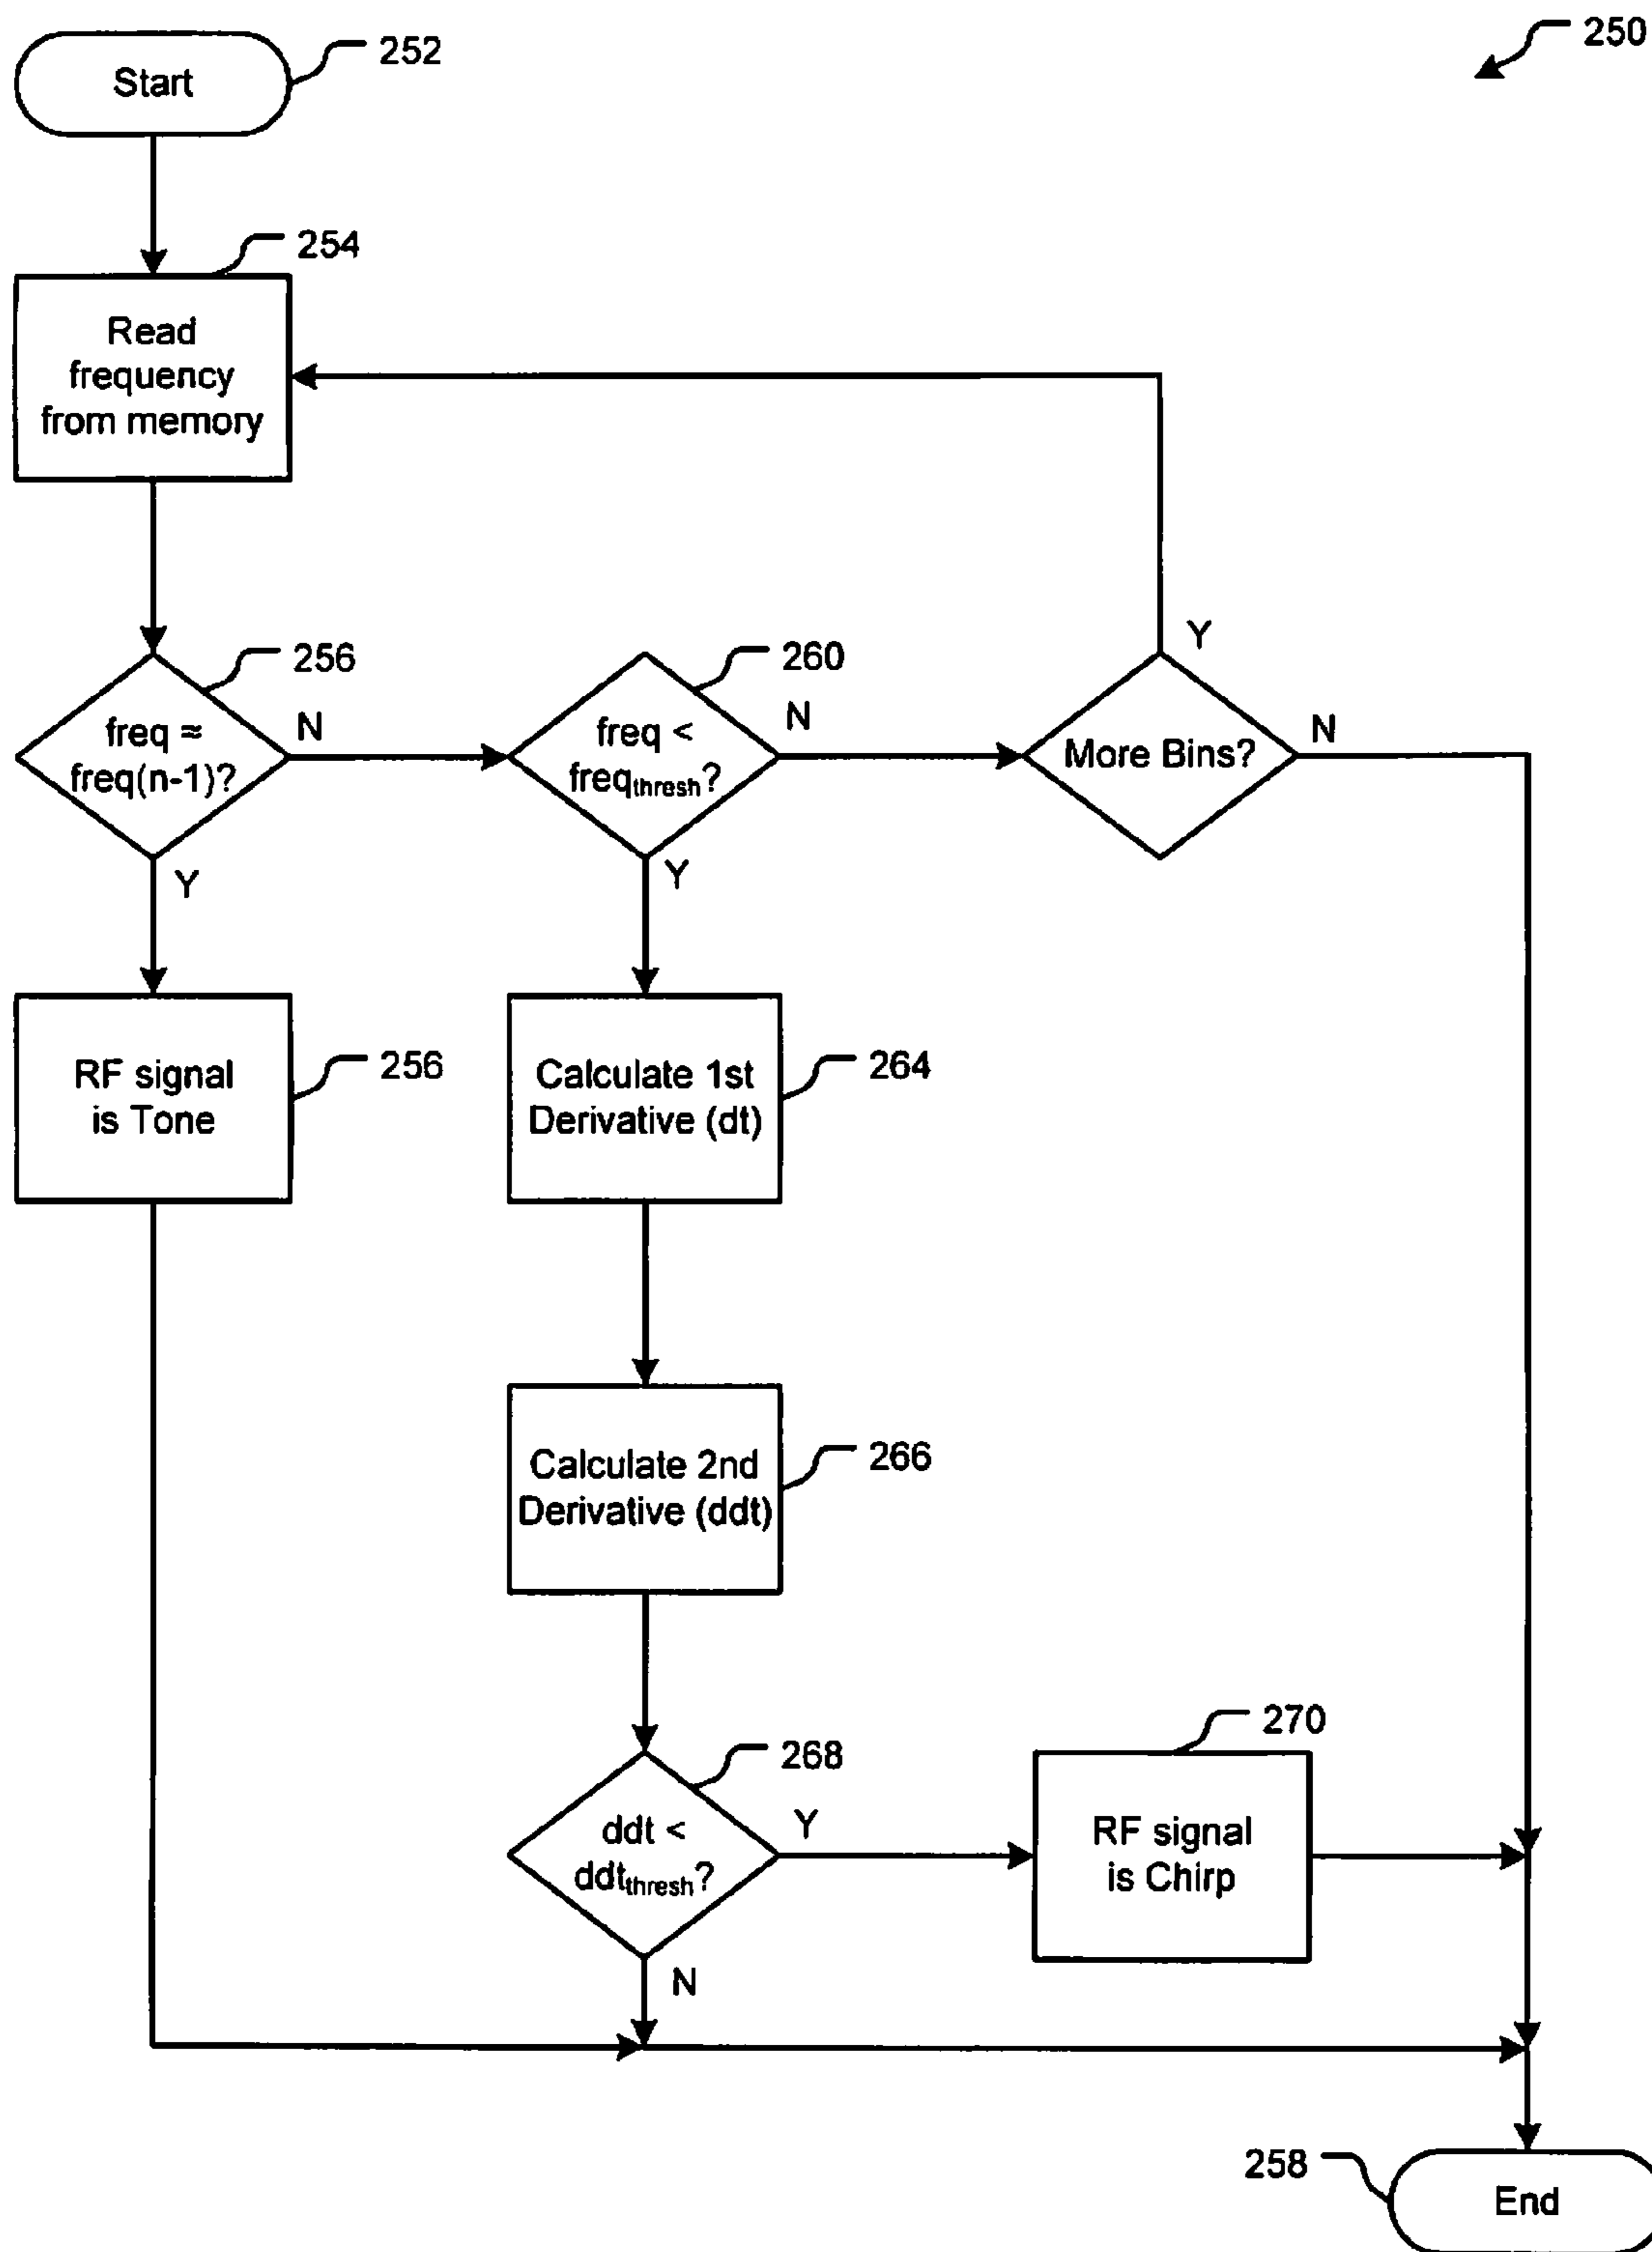 250
Start
252
254
Read
frequency
from memory
256
freq ≈
freq(n-1)?
N
Y
260
freq <
freqthresh?
N
Y
More Bins?
Y
N
RF signal
is Tone
256
Calculate 1st
Derivative (dt)
264
Calculate 2nd
Derivative (ddt)
266
268
ddt <
ddtthresh?
Y
N
270
RF signal
is Chirp
258
End